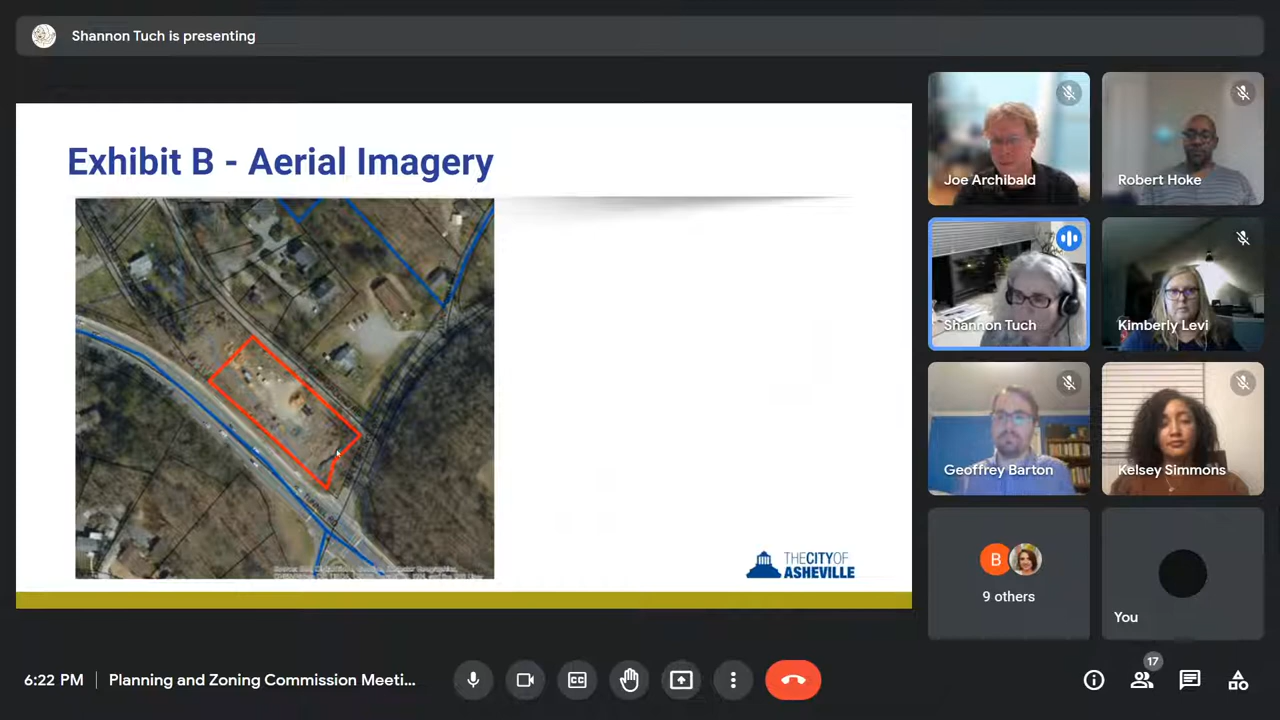 Shannon Tuch is presenting
Exhibit B - Aerial Imagery
THE CITY OF
ASHEVILLE
Joe Archibald
Robert Hoke
Shannon Tuch
Kimberly Levi
Geoffrey Barton
Kelsey Simmons
B
9 others
You
6:22 PM
Planning and Zoning Commission Meeti...
CC
17